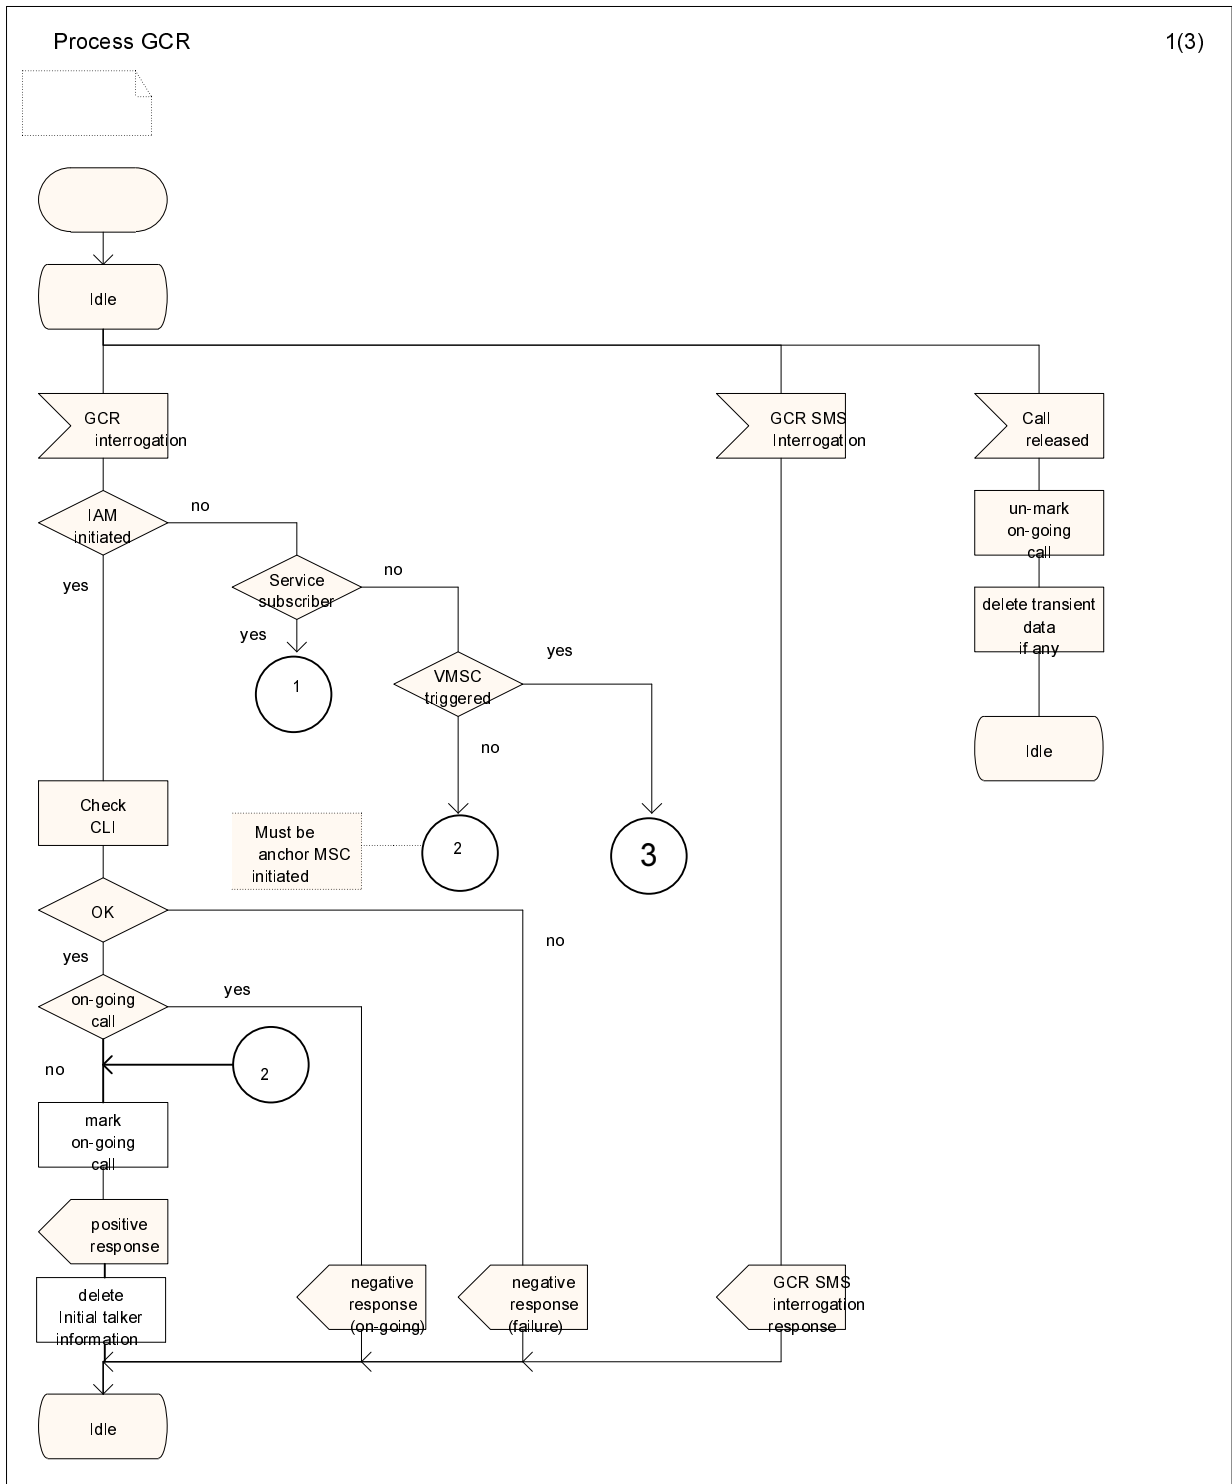 Process GCR
1(3)
Idle
GCR
interrogation
GCR SMS
Interrogation
Call
released
IAM
initiated
no
yes
Service
subscriber
no
yes
1
VMSC
triggered
yes
no
un-mark
on-going
call
delete transient
data
if any
Idle
Check
CLI
Must be
anchor MSC
initiated
2
3
OK
no
yes
on-going
call
yes
no
2
mark
on-going
call
positive
response
delete
Initial talker
information
negative
response
(on-going)
negative
response
(failure)
GCR SMS
interrogation
response
Idle